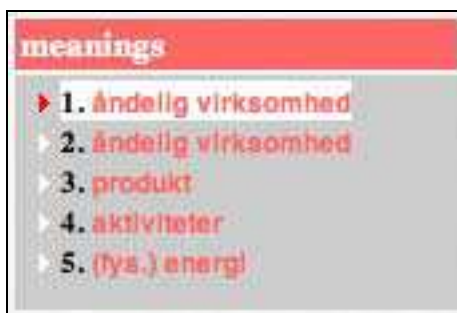 meanings
1. åndelig virksomhed
2. åndelig virksomhed
3. produkt
4. aktiviteter
5. (fys.) energi